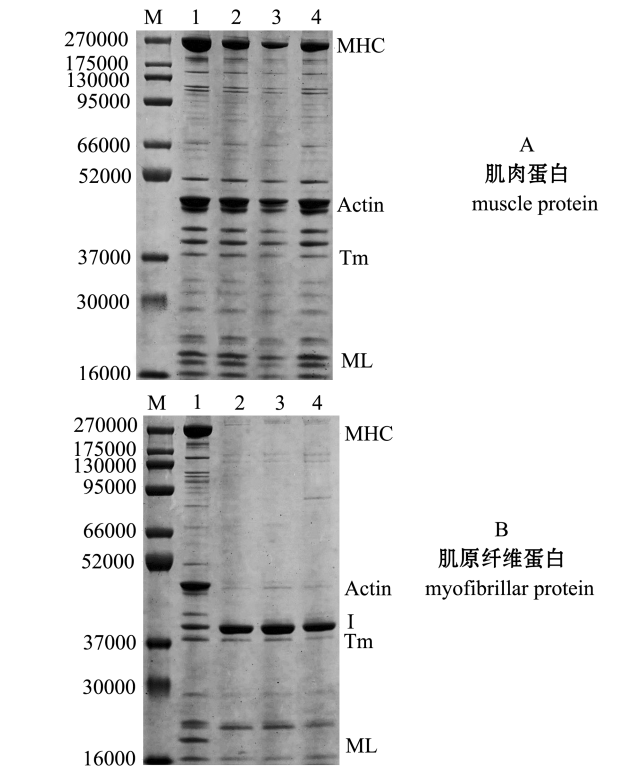 M 1 2 3 4
270000
175000
130000
95000
66000
52000
37000
30000
16000
MHC
Actin
Tm
ML
A
肌肉蛋白
muscle protein
M 1 2 3 4
270000
175000
130000
95000
66000
52000
37000
30000
16000
MHC
Actin
I
Tm
ML
B
肌原纤维蛋白
myofibrillar protein